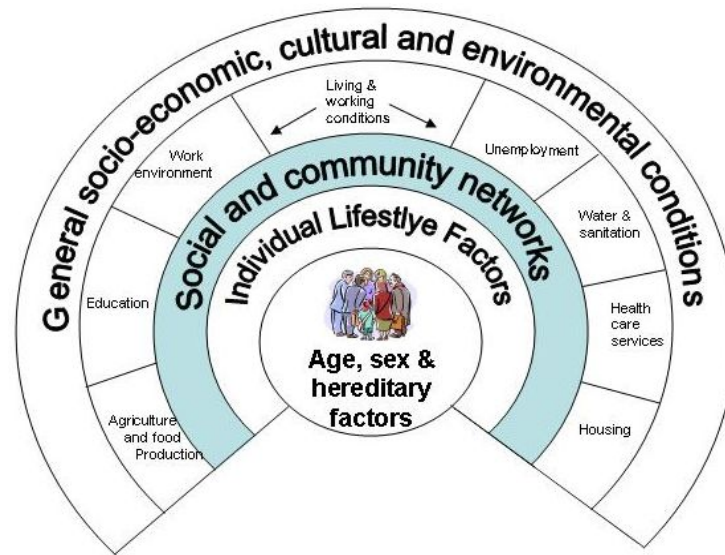 General socio-economic, cultural and environmental conditions
Living &
working
conditions
Work
environment
Unemployment
Education
Water &
sanitation
Agriculture
and food
Production
Health
care
services
Housing
Social and community networks
Individual Lifestlye Factors
Age, sex &
hereditary
factors